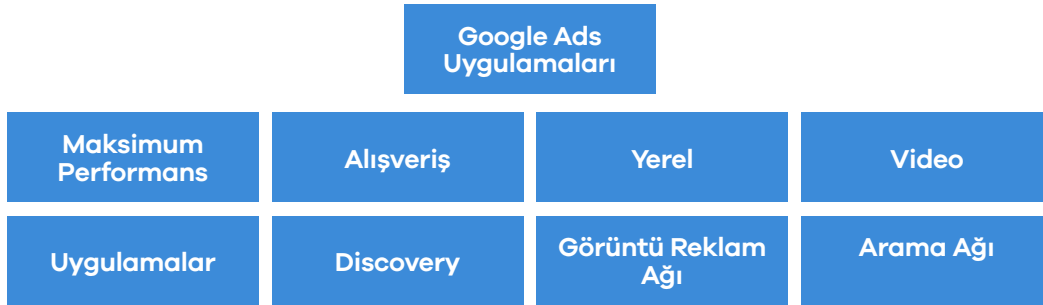 Google Ads
Uygulamaları
Maksimum
Performans
Alışveriş
Yerel
Video
Uygulamalar
Discovery
Görüntü Reklam
Ağı
Arama Ağı